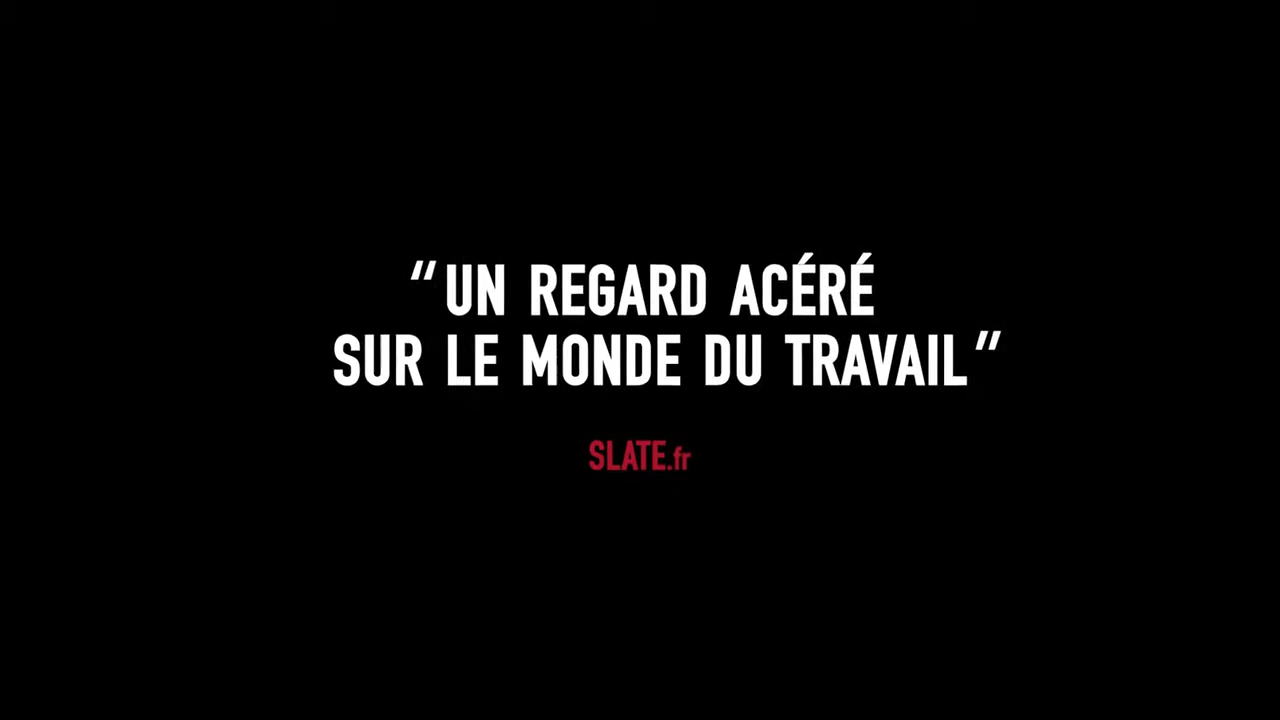 “UN REGARD ACÉRÉ
SUR LE MONDE DU TRAVAIL”
SLATE.fr